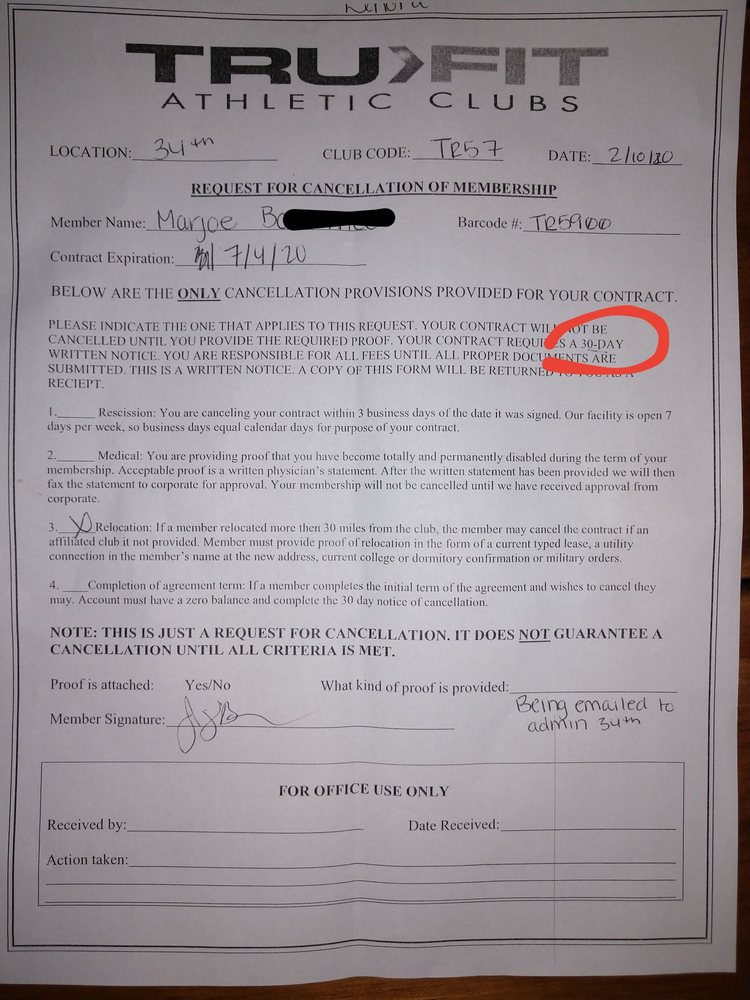 TRU>FIT
ATHLETIC CLUBS
LOCATION: 34th CLUB CODE: TR57 DATE: 2/10/20
REQUEST FOR CANCELLATION OF MEMBERSHIP
Member Name: Marjoe Barcode #: TR5900
Contract Expiration: 7/4/20
BELOW ARE THE ONLY CANCELLATION PROVISIONS PROVIDED FOR YOUR CONTRACT.
PLEASE INDICATE THE ONE THAT APPLIES TO THIS REQUEST. YOUR CONTRACT WILL NOT BE
CANCELLED UNTIL YOU PROVIDE THE REQUIRED PROOF. YOUR CONTRACT REQUIRES A 30-DAY
WRITTEN NOTICE. YOU ARE RESPONSIBLE FOR ALL FEES UNTIL ALL PROPER DOCUMENTS ARE
SUBMITTED. THIS IS A WRITTEN NOTICE. A COPY OF THIS FORM WILL BE RETURNED TO YOU AS A
RECIEPT.
1.______ Rescission: You are canceling your contract within 3 business days of the date it was signed. Our facility is open 7
days per week, so business days equal calendar days for purpose of your contract.
2.______ Medical: You are providing proof that you have become totally and permanently disabled during the term of your
membership. Acceptable proof is a written physician's statement. After the written statement has been provided we will then
fax the statement to corporate for approval. Your membership will not be cancelled until we have received approval from
corporate.
3. X Relocation: If a member relocated more then 30 miles from the club, the member may cancel the contract if an
affiliated club it not provided. Member must provide proof of relocation in the form of a current typed lease, a utility
connection in the member's name at the new address, current college or dormitory confirmation or military orders.
4. ____Completion of agreement term: If a member completes the initial term of the agreement and wishes to cancel they
may. Account must have a zero balance and complete the 30 day notice of cancellation.
NOTE: THIS IS JUST A REQUEST FOR CANCELLATION. IT DOES NOT GUARANTEE A
CANCELLATION UNTIL ALL CRITERIA IS MET.
Proof is attached: Yes/No What kind of proof is provided:
Being emailed to
Member Signature:
admin 34th
FOR OFFICE USE ONLY
Received by: Date Received:
Action taken: